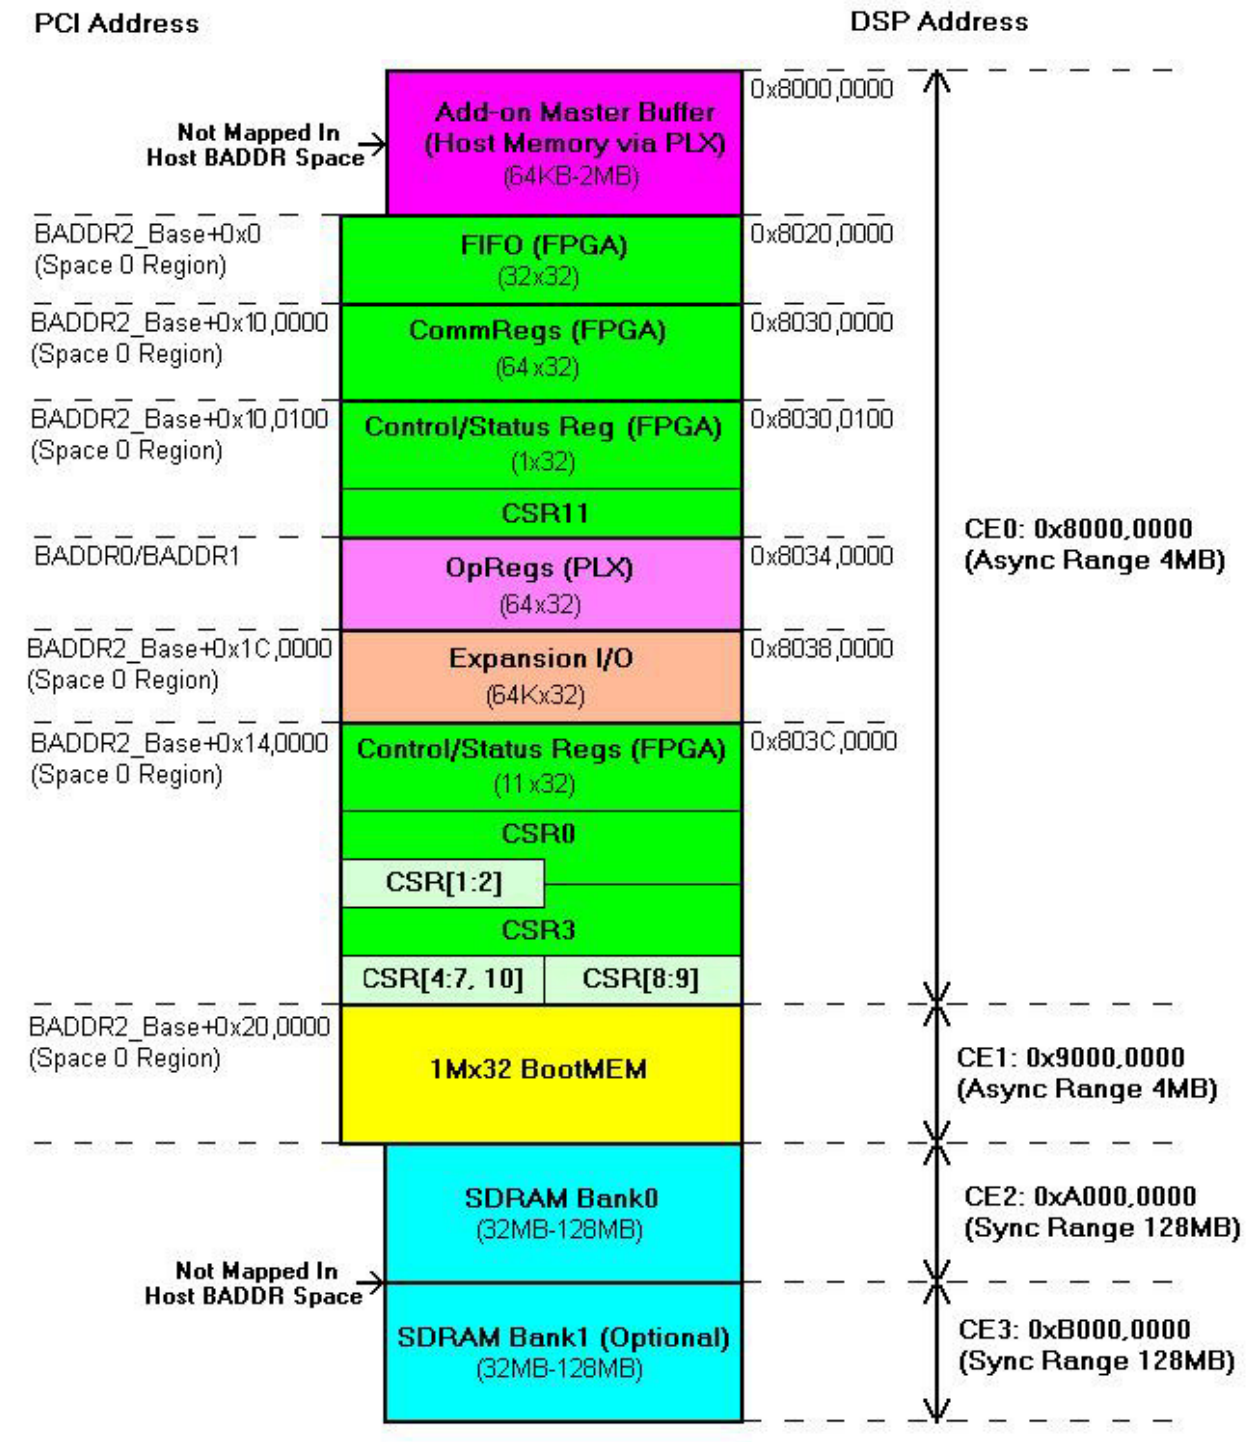 PCI Address
DSP Address
0x8000,0000
Add-on Master Buffer
(Host Memory via PLX)
(64KB-2MB)
Not Mapped In
Host BADDR Space
BADDR2_Base+0x0
(Space 0 Region)
FIFO (FPGA)
(32x32)
0x8020,0000
BADDR2_Base+0x10,0000
(Space 0 Region)
CommRegs (FPGA)
(64x32)
0x8030,0000
BADDR2_Base+0x10,0100
(Space 0 Region)
Control/Status Reg (FPGA)
(1x32)
0x8030,0100
CSR11
CE0: 0x8000,0000
(Async Range 4MB)
BADDR0/BADDR1
OpRegs (PLX)
(64x32)
0x8034,0000
BADDR2_Base+0x1C,0000
(Space 0 Region)
Expansion I/O
(64Kx32)
0x8038,0000
BADDR2_Base+0x14,0000
(Space 0 Region)
Control/Status Regs (FPGA)
(11x32)
0x803C,0000
CSR0
CSR[1:2]
CSR3
CSR[4:7, 10]
CSR[8:9]
BADDR2_Base+0x20,0000
(Space 0 Region)
1Mx32 BootMEM
CE1: 0x9000,0000
(Async Range 4MB)
SDRAM Bank0
(32MB-128MB)
CE2: 0xA000,0000
(Sync Range 128MB)
Not Mapped In
Host BADDR Space
SDRAM Bank1 (Optional)
(32MB-128MB)
CE3: 0xB000,0000
(Sync Range 128MB)